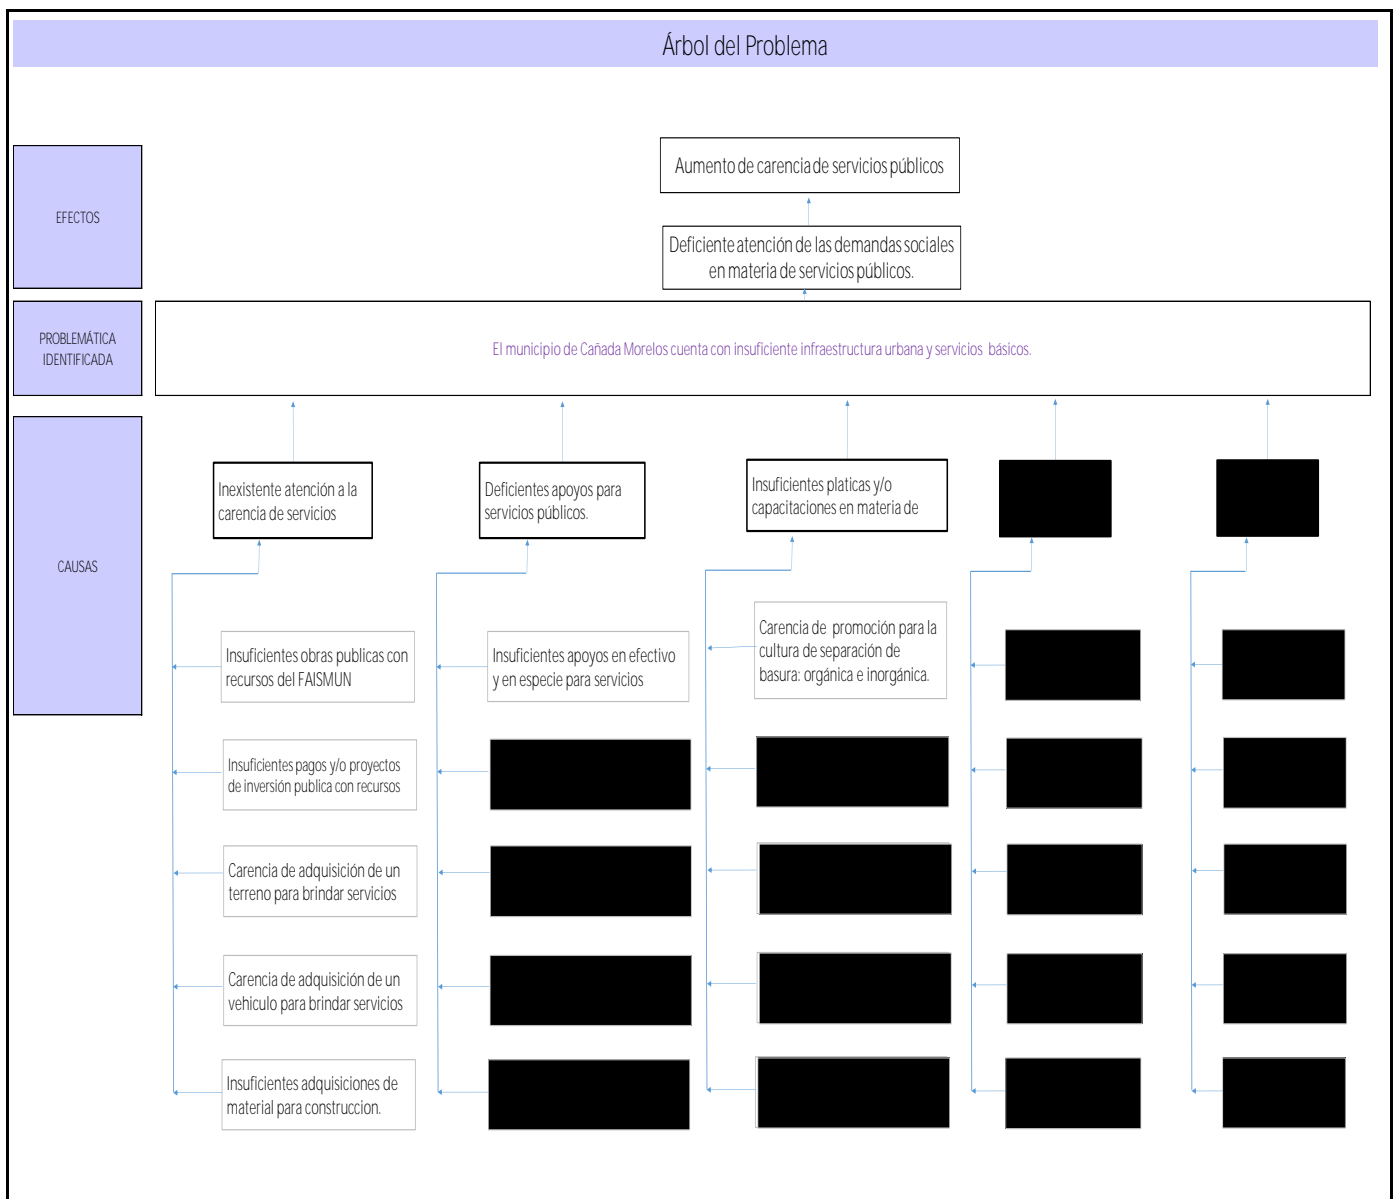 Árbol del Problema
EFECTOS
Aumento de carencia de servicios públicos
Deficiente atención de las demandas sociales
en materia de servicios públicos.
PROBLEMÁTICA
IDENTIFICADA
El municipio de Cañada Morelos cuenta con insuficiente infraestructura urbana y servicios básicos.
CAUSAS
Inexistente atención a la
carencia de servicios
Deficientes apoyos para
servicios públicos.
Insuficientes platicas y/o
capacitaciones en materia de
Insuficientes obras publicas con
recursos del FAISMUN
Insuficientes apoyos en efectivo
y en especie para servicios
Carencia de promoción para la
cultura de separación de
basura: orgánica e inorgánica.
Insuficientes pagos y/o proyectos
de inversión publica con recursos
Carencia de adquisición de un
terreno para brindar servicios
Carencia de adquisición de un
vehiculo para brindar servicios
Insuficientes adquisiciones de
material para construccion.